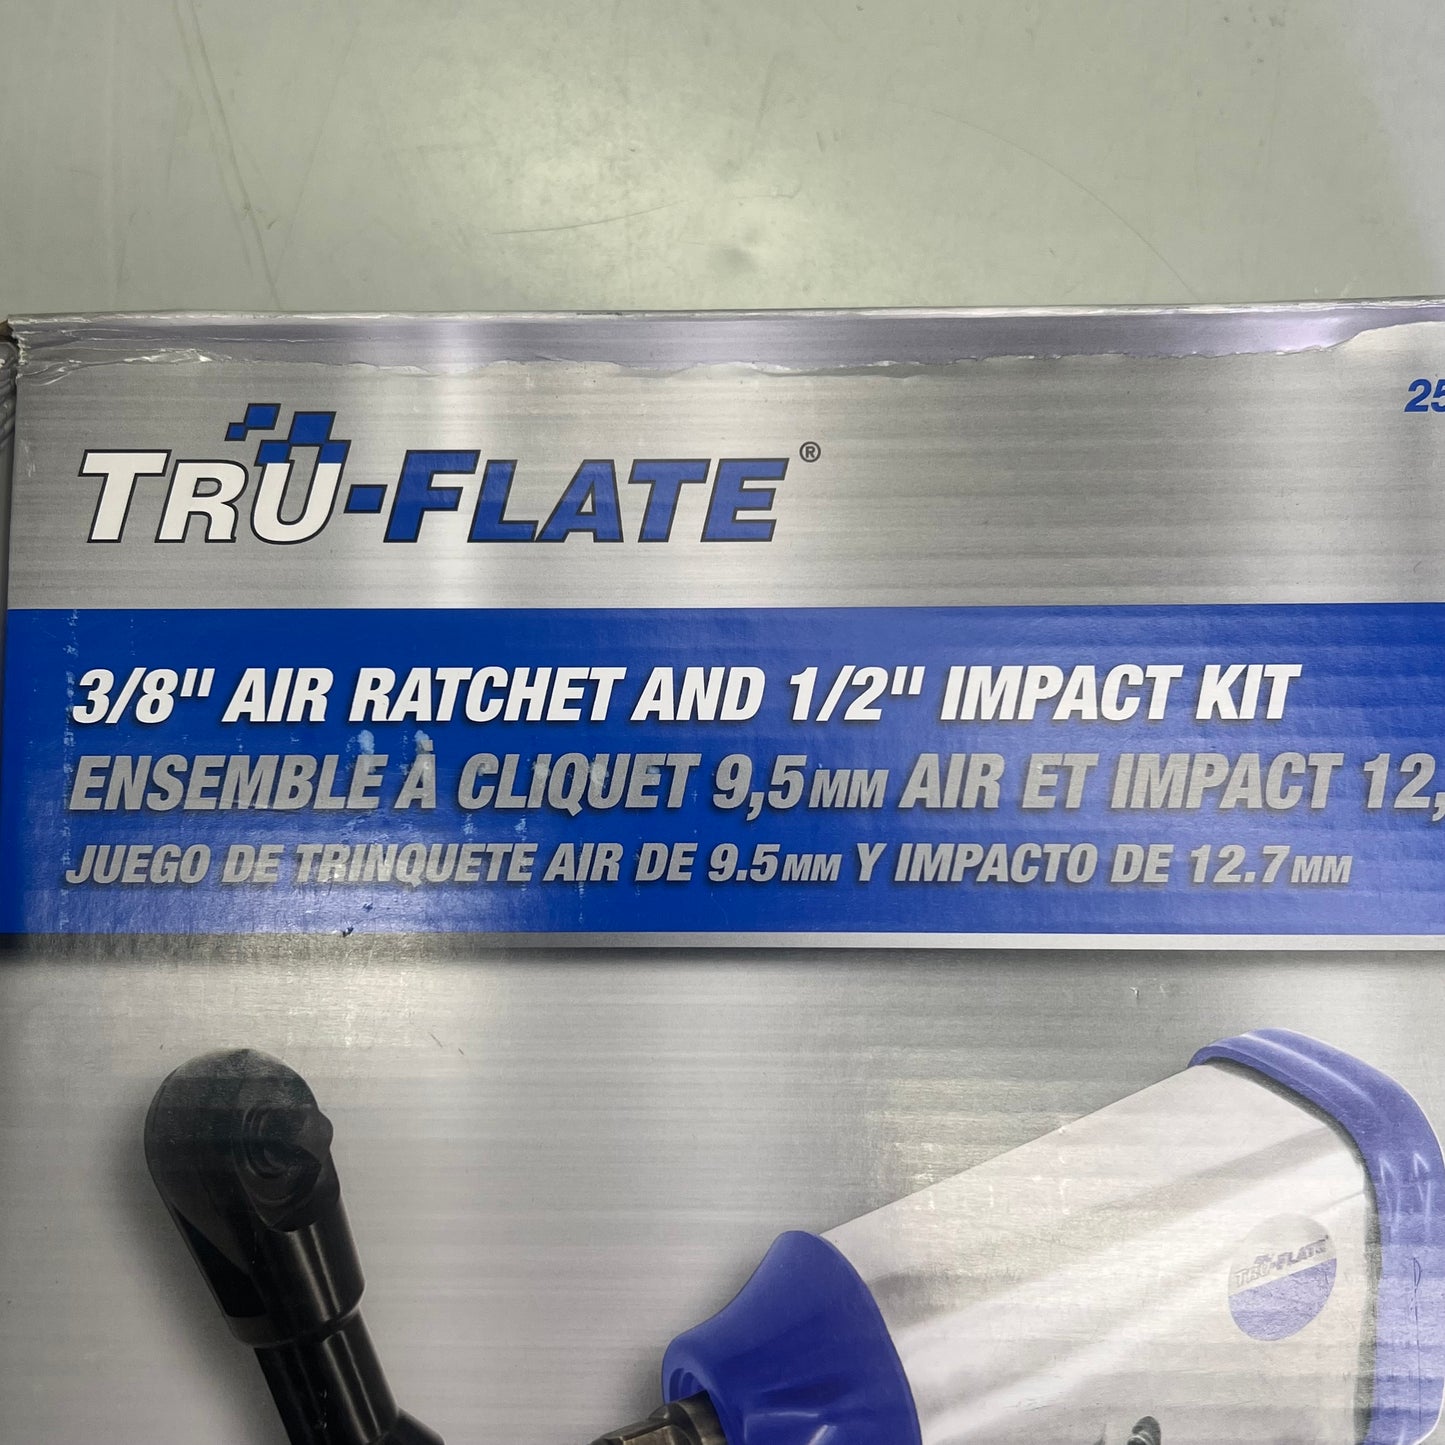 25
TRU-FLATE®
3/8" AIR RATCHET AND 1/2" IMPACT KIT
ENSEMBLE À CLIQUET 9,5MM AIR ET IMPACT 12,
JUEGO DE TRINQUETE AIR DE 9.5MM Y IMPACTO DE 12.7MM
TRU-FLATE